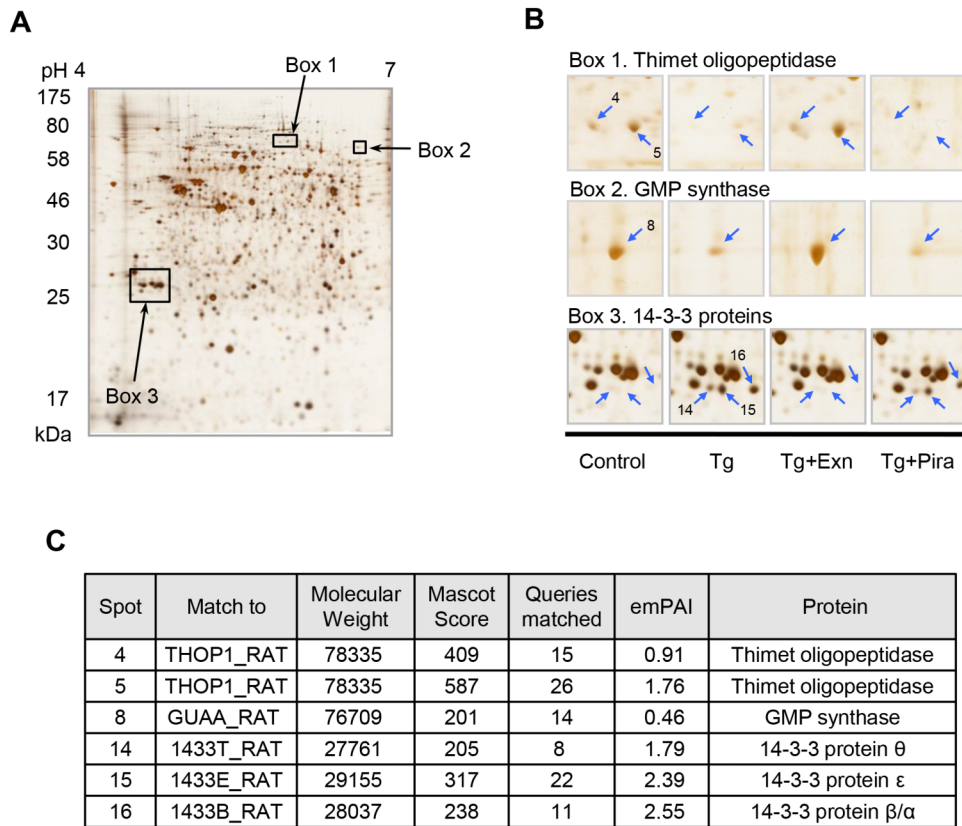 A
pH 4
7
Box 1
175
80
Box 2
58
46
30
25
Box 3
17
kDa
B
Box 1. Thimet oligopeptidase
4
5
Box 2. GMP synthase
8
Box 3. 14-3-3 proteins
16
14
15
Control Tg Tg+Exn Tg+Pira
C
Spot Match to Molecular Weight Mascot Score Queries matched emPAI Protein
4 THOP1_RAT 78335 409 15 0.91 Thimet oligopeptidase
5 THOP1_RAT 78335 587 26 1.76 Thimet oligopeptidase
8 GUAA_RAT 76709 201 14 0.46 GMP synthase
14 1433T_RAT 27761 205 8 1.79 14-3-3 protein θ
15 1433E_RAT 29155 317 22 2.39 14-3-3 protein ε
16 1433B_RAT 28037 238 11 2.55 14-3-3 protein β/α